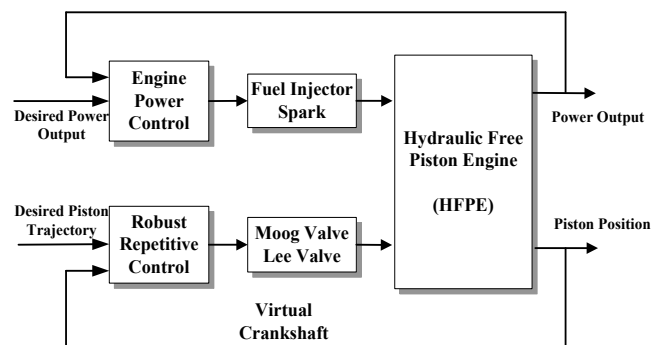 Engine
Power
Control
Fuel Injector
Spark
Desired Power
Output
Hydraulic Free
Piston Engine
(HFPE)
Power Output
Desired Piston
Trajectory
Robust
Repetitive
Control
Moog Valve
Lee Valve
Piston Position
Virtual
Crankshaft